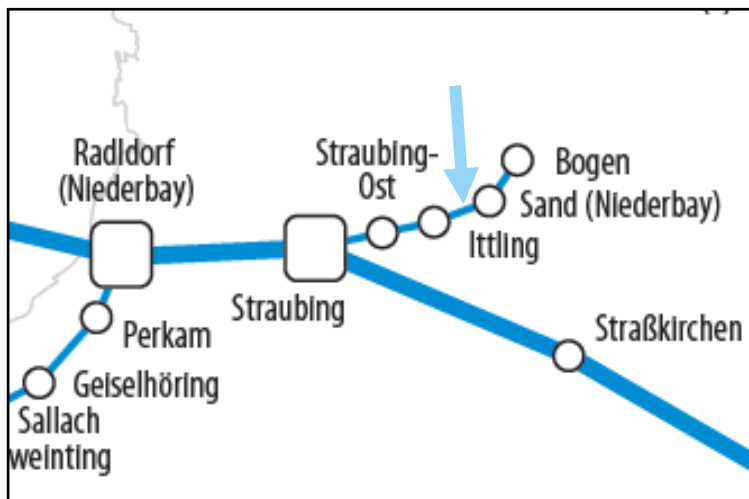 Radldorf
(Niederbay)
Straubing-
Ost
Bogen
Sand (Niederbay)
Ittling
Straubing
Straßkirchen
Perkam
Geiselhöring
Sallach
weinting